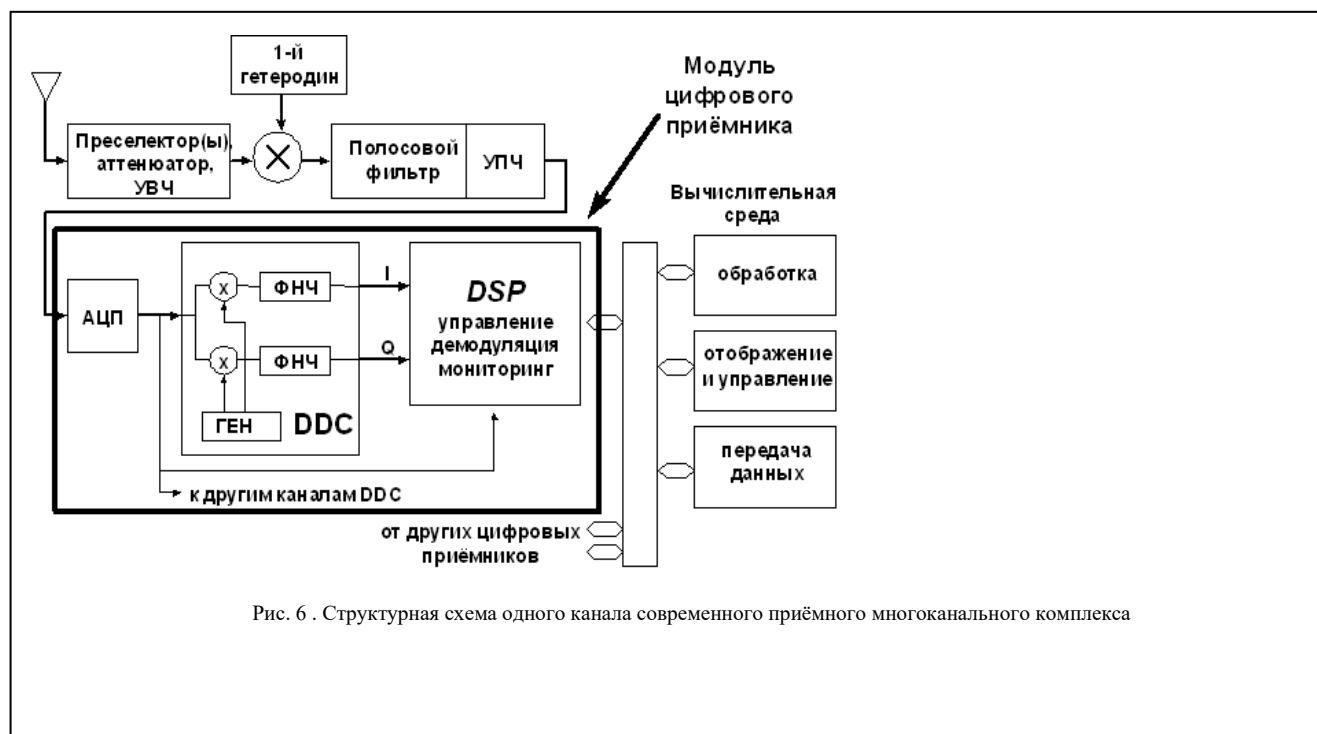 1-й
гетеродин
Модуль
цифрового
приёмника
Преселектор(ы),
аттенюатор,
УВЧ
X
Полосовой
фильтр
УПЧ
Вычислительная
среда
АЦП
x
ФНЧ
I
x
ФНЧ
Q
ГЕН
DDC
DSP
управление
демодуляция
мониторинг
обработка
отображение
и управление
передача
данных
к другим каналам DDC
от других цифровых
приёмников
Рис. 6 . Структурная схема одного канала современного приёмного многоканального комплекса